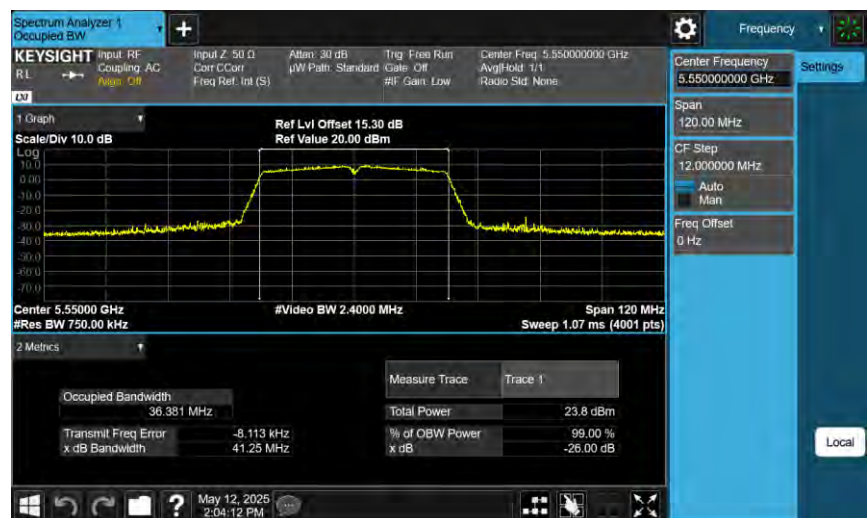 Spectrum Analyzer 1
Occupied BW
+
Frequency
KEYSIGHT
RL
Input: RF
Coupling: AC
Align: Off
Input Z: 50 Ω
Corr CCorr
Freq Ref: Int (S)
Atten: 30 dB
µW Path: Standard
Trig: Free Run
Gate: Off
#IF Gain: Low
Center Freq: 5.550000000 GHz
Avg|Hold: 1/1
Radio Std: None
LXI
1 Graph
Scale/Div 10.0 dB
Ref Lvl Offset 15.30 dB
Ref Value 20.00 dBm
Log
10.0
0.00
-10.0
-20.0
-30.0
-40.0
-50.0
-60.0
-70.0
Center 5.55000 GHz
#Res BW 750.00 kHz
#Video BW 2.4000 MHz
Span 120 MHz
Sweep 1.07 ms (4001 pts)
2 Metrics
Measure Trace Trace 1
Occupied Bandwidth
36.381 MHz
Total Power 23.8 dBm
Transmit Freq Error -8.113 kHz
% of OBW Power 99.00 %
x dB Bandwidth 41.25 MHz
x dB -26.00 dB
Center Frequency
5.550000000 GHz
Settings
Span
120.00 MHz
CF Step
12.000000 MHz
Auto
Man
Freq Offset
0 Hz
Local
?
May 12, 2025
2:04:12 PM